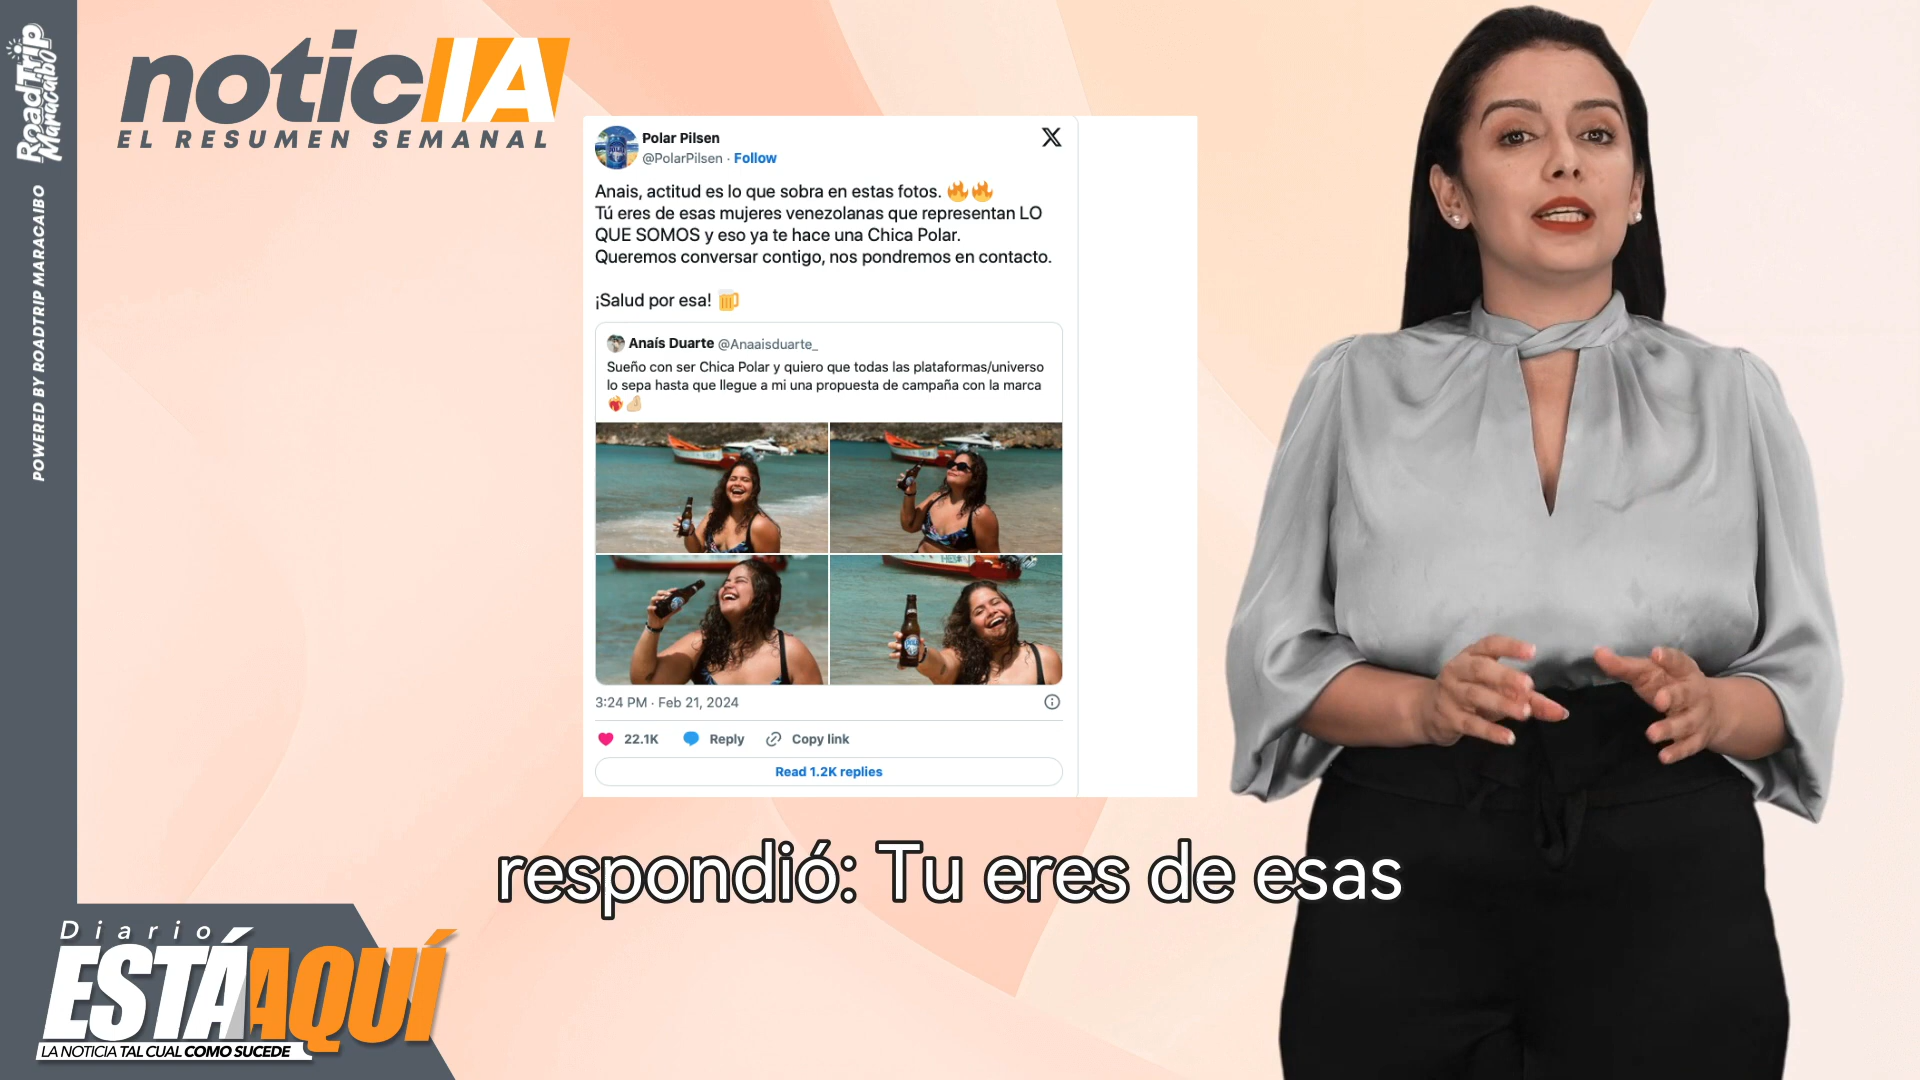 RoadTrip
Maracaibo
POWERED BY ROADTRIP MARACAIBO
noticIA
EL RESUMEN SEMANAL
Polar Pilsen
@PolarPilsen · Follow
Anais, actitud es lo que sobra en estas fotos. 🔥🔥
Tú eres de esas mujeres venezolanas que representan LO
QUE SOMOS y eso ya te hace una Chica Polar.
Queremos conversar contigo, nos pondremos en contacto.
¡Salud por esa! 🍺
Anaís Duarte @Anaaisduarte_
Sueño con ser Chica Polar y quiero que todas las plataformas/universo
lo sepa hasta que llegue a mi una propuesta de campaña con la marca
3:24 PM · Feb 21, 2024
22.1K Reply Copy link
Read 1.2K replies
respondió: Tu eres de esas
Diario
ESTÁAQUÍ
LA NOTICIA TAL CUAL COMO SUCEDE